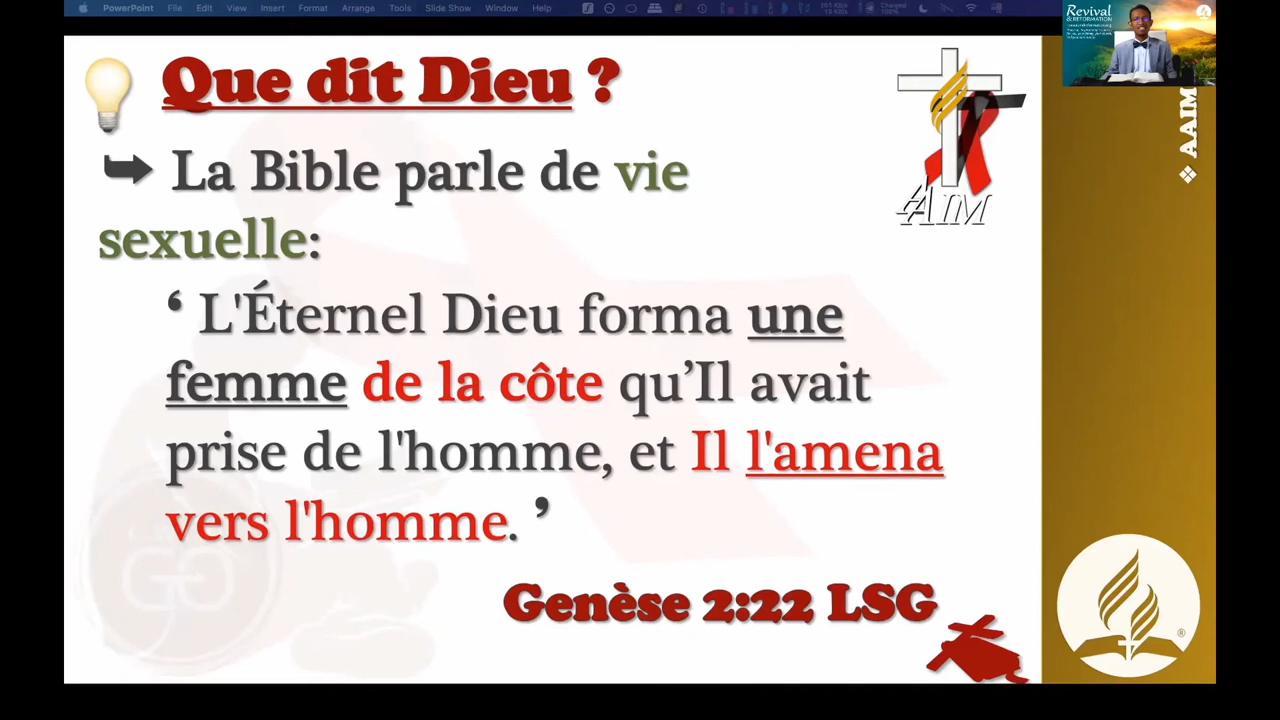 PowerPoint File Edit View Insert Format Arrange Tools Slide Show Window Help
Revival
& REFORMATION
Que dit Dieu ?
➥ La Bible parle de vie
sexuelle:
‘ L'Éternel Dieu forma une
femme de la côte qu’Il avait
prise de l'homme, et Il l'amena
vers l'homme. ’
Genèse 2:22 LSG
AAIM
❖ AAIM
®